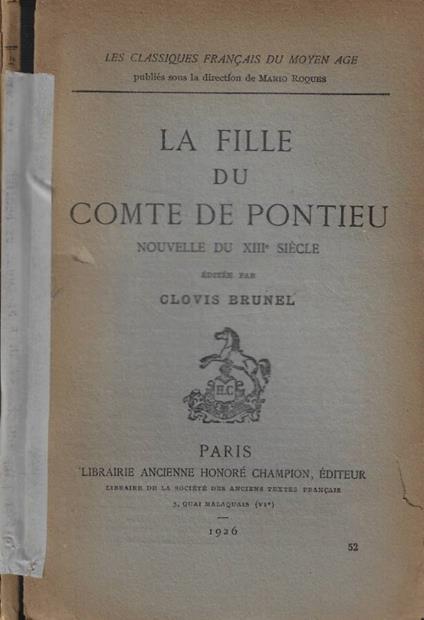 LES CLASSIQUES FRANÇAIS DU MOYEN AGE
publiés sous la direction de MARIO ROQUES
LA FILLE
DU
COMTE DE PONTIEU
NOUVELLE DU XIIIe SIÈCLE
ÉDITÉE PAR
CLOVIS BRUNEL
H.C
PARIS
LIBRAIRIE ANCIENNE HONORÉ CHAMPION, ÉDITEUR
LIBRAIRE DE LA SOCIÉTÉ DES ANCIENS TEXTES FRANÇAIS
5, QUAI MALAQUAIS (VIe)
1926
52